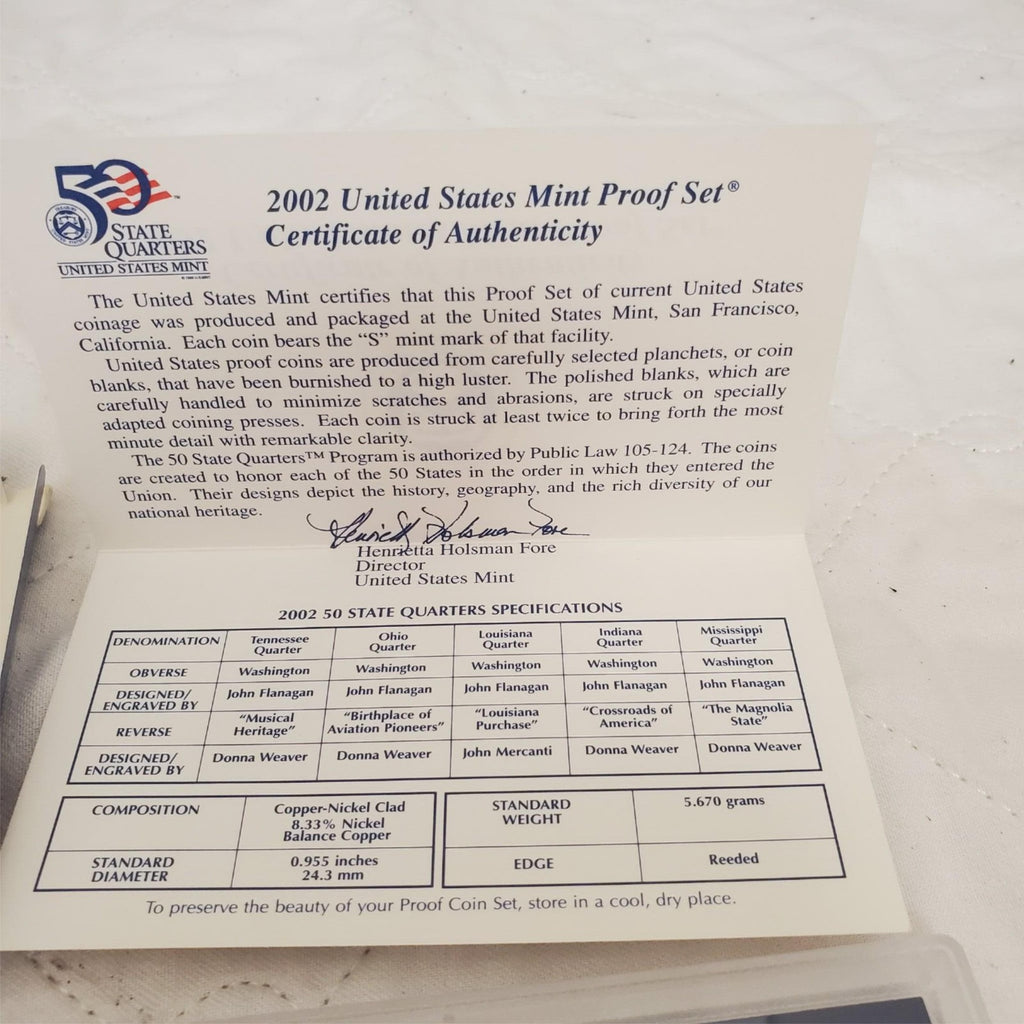 50
STATE
QUARTERS
UNITED STATES MINT
2002 United States Mint Proof Set®
Certificate of Authenticity
The United States Mint certifies that this Proof Set of current United States
coinage was produced and packaged at the United States Mint, San Francisco,
California. Each coin bears the “S” mint mark of that facility.
United States proof coins are produced from carefully selected planchets, or coin
blanks, that have been burnished to a high luster. The polished blanks, which are
carefully handled to minimize scratches and abrasions, are struck on specially
adapted coining presses. Each coin is struck at least twice to bring forth the most
minute detail with remarkable clarity.
The 50 State Quarters™ Program is authorized by Public Law 105-124. The coins
are created to honor each of the 50 States in the order in which they entered the
Union. Their designs depict the history, geography, and the rich diversity of our
national heritage.
Henrietta Holsman Fore
Henrietta Holsman Fore
Director
United States Mint
2002 50 STATE QUARTERS SPECIFICATIONS
DENOMINATION Tennessee Quarter Ohio Quarter Louisiana Quarter Indiana Quarter Mississippi Quarter
OBVERSE Washington Washington Washington Washington Washington
DESIGNED/ ENGRAVED BY John Flanagan John Flanagan John Flanagan John Flanagan John Flanagan
REVERSE “Musical Heritage” “Birthplace of Aviation Pioneers” “Louisiana Purchase” “Crossroads of America” “The Magnolia State”
DESIGNED/ ENGRAVED BY Donna Weaver Donna Weaver John Mercanti Donna Weaver Donna Weaver
COMPOSITION Copper-Nickel Clad
8.33% Nickel
Balance Copper
STANDARD DIAMETER 0.955 inches
24.3 mm
STANDARD WEIGHT 5.670 grams
EDGE Reeded
To preserve the beauty of your Proof Coin Set, store in a cool, dry place.